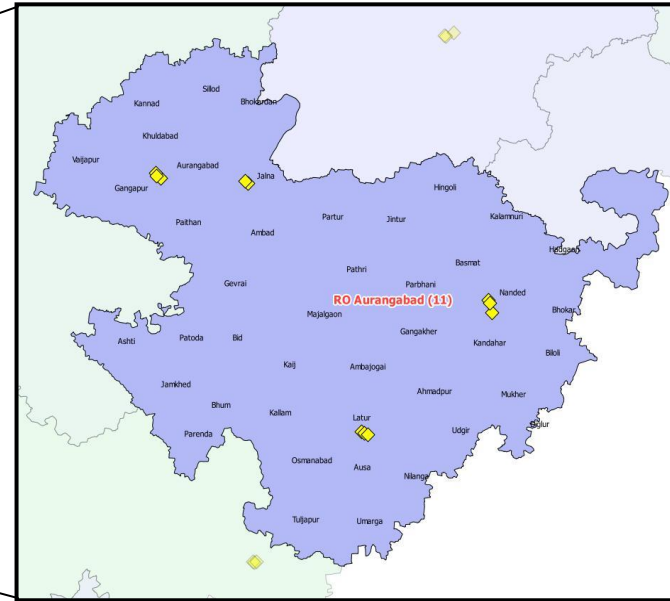 Sillod
Kannad
Bhokardan
Khuldabad
Vaijapur
Aurangabad
Jalna
Gangapur
Hingoli
Paithan
Partur
Jintur
Kalamnuri
Ambad
Hadgaon
Basmat
Pathri
Gevrai
Parbhani
Nanded
RO Aurangabad (11)
Majalgaon
Bhokar
Gangakher
Ashti
Patoda
Bid
Kandahar
Biloli
Kaij
Ambajogai
Jamkhed
Ahmadpur
Mukher
Bhum
Kallam
Latur
Parenda
Udgir
Osmanabad
Ausa
Nilanga
Tuljapur
Umarga